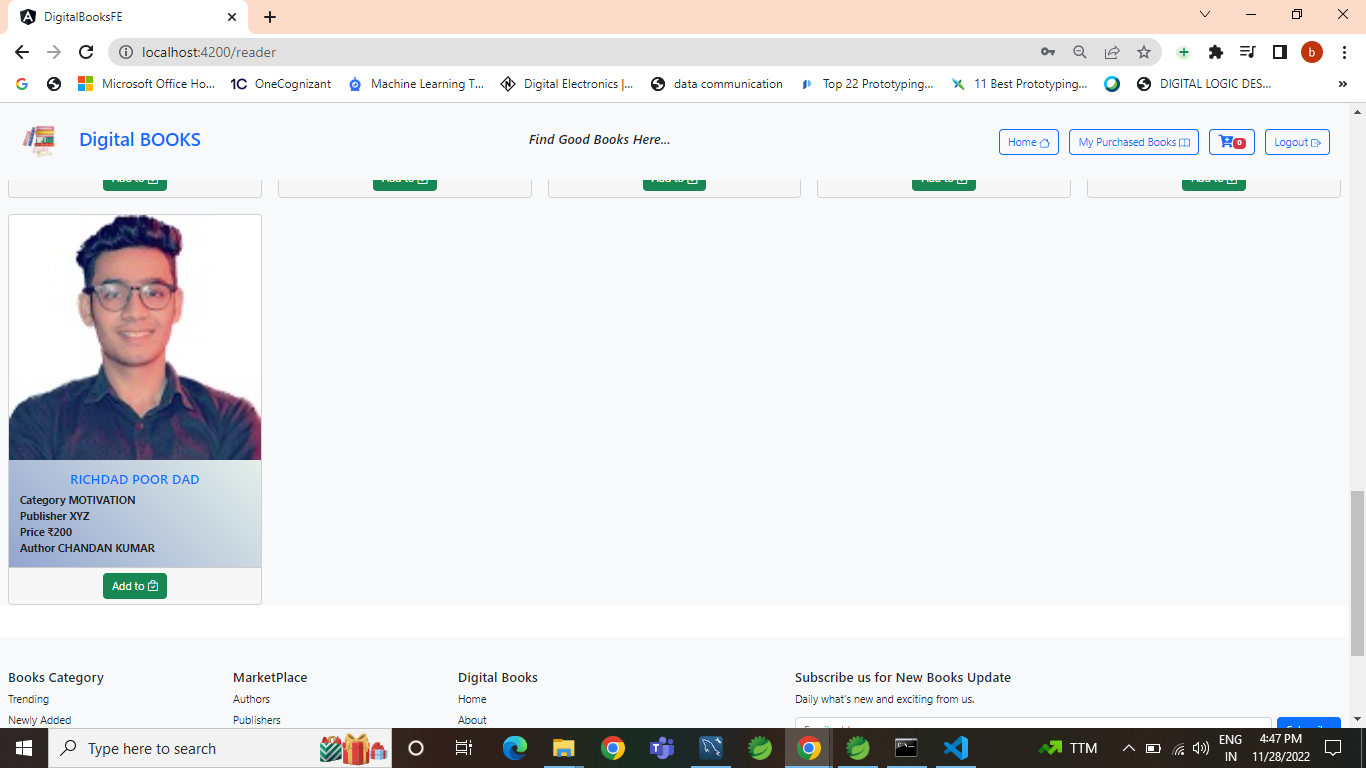 DigitalBooksFE
localhost:4200/reader
Microsoft Office Ho...
1C OneCognizant
Machine Learning T...
Digital Electronics |...
data communication
Top 22 Prototyping...
11 Best Prototyping...
DIGITAL LOGIC DES...
»
Digital BOOKS
Find Good Books Here...
Home
My Purchased Books
0
Logout
Add to
Add to
Add to
Add to
Add to
RICHDAD POOR DAD
Category MOTIVATION
Publisher XYZ
Price ₹200
Author CHANDAN KUMAR
Add to
Books Category
Trending
Newly Added
MarketPlace
Authors
Publishers
Digital Books
Home
About
Subscribe us for New Books Update
Daily what's new and exciting from us.
Type here to search
TTM
ENG
IN
4:47 PM
11/28/2022